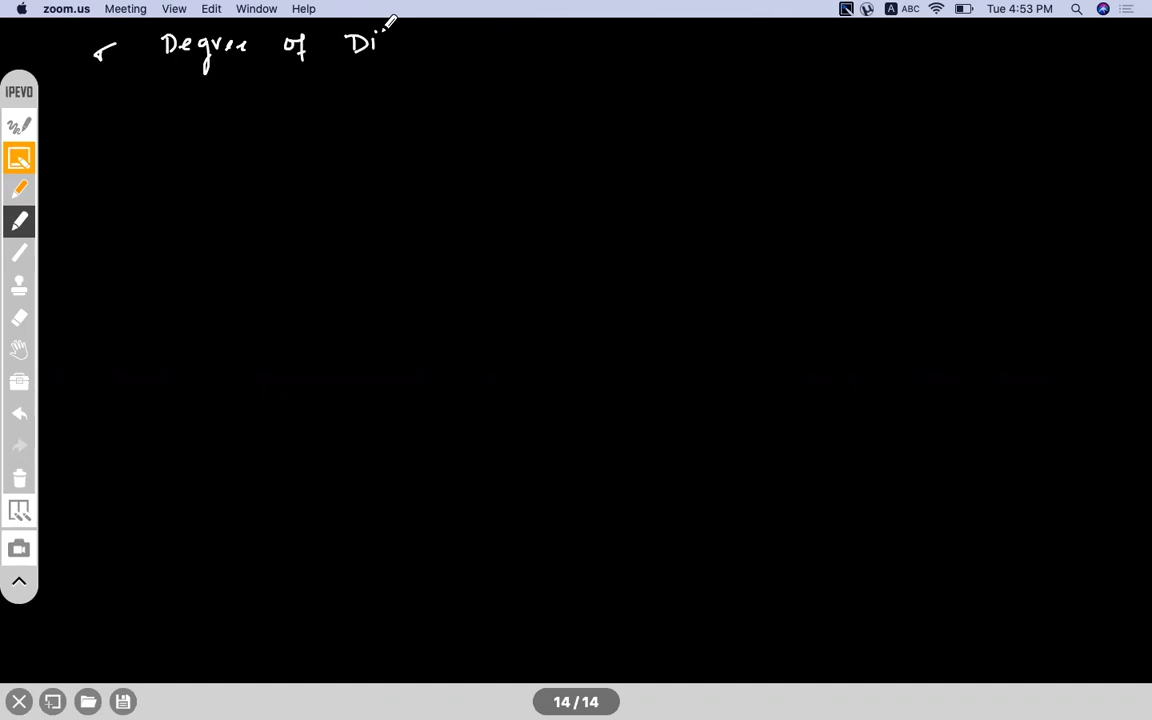 zoom.us Meeting View Edit Window Help A ABC Tue 4:53 PM
Degree of Di
IPEVO
14 / 14